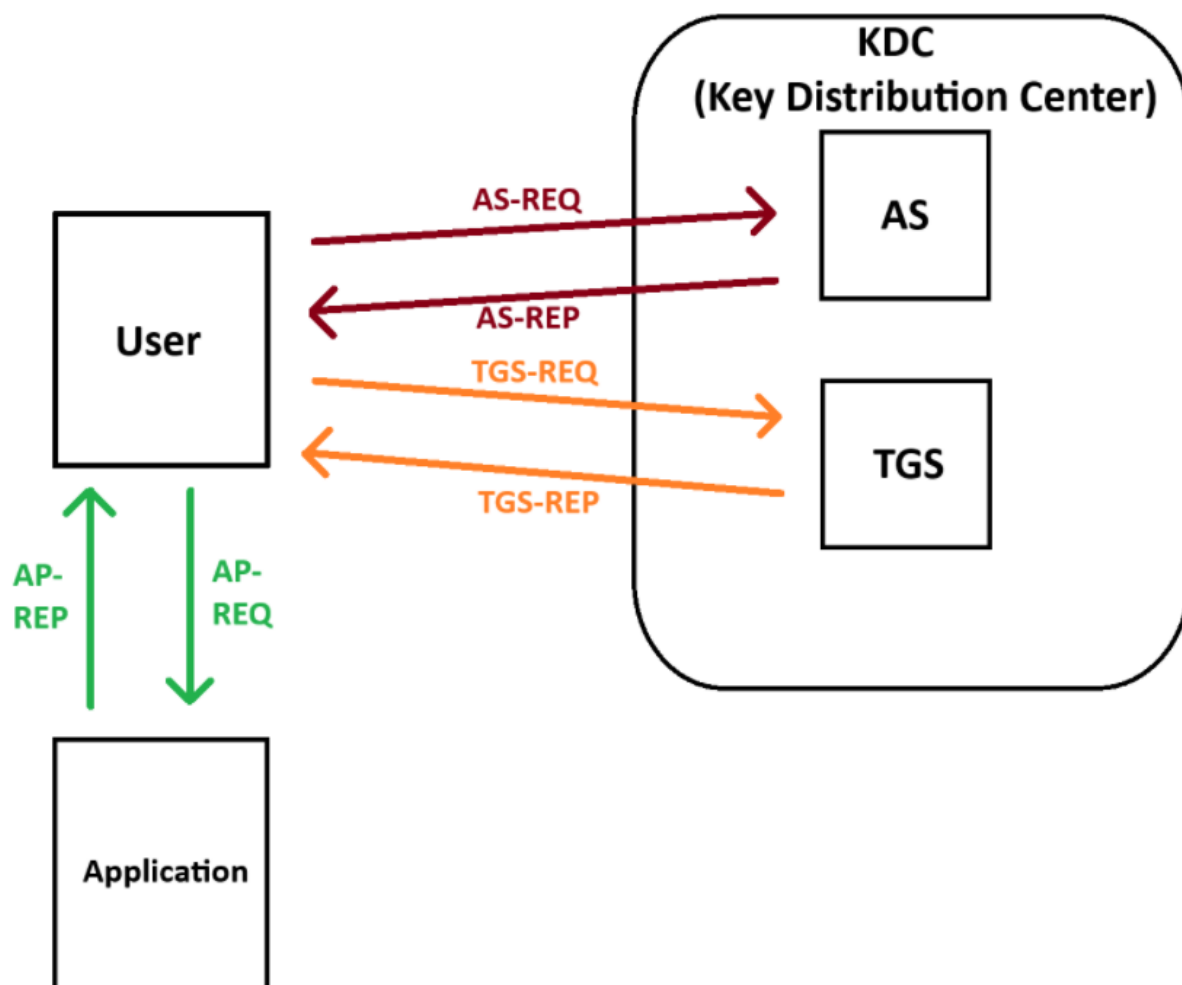 KDC
(Key Distribution Center)
AS-REQ
AS
User
AS-REP
TGS-REQ
TGS
TGS-REP
AP-
REP
AP-
REQ
Application